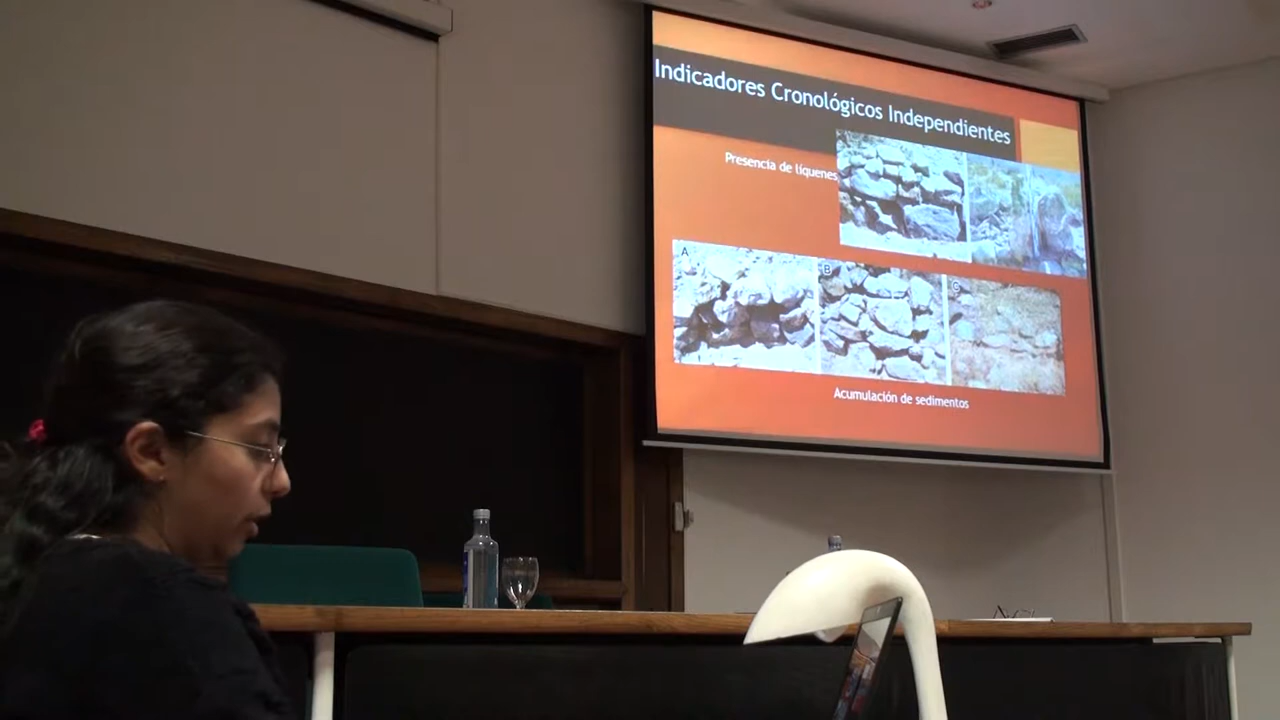 Indicadores Cronológicos Independientes
Presencia de líquenes
A
B
C
Acumulación de sedimentos